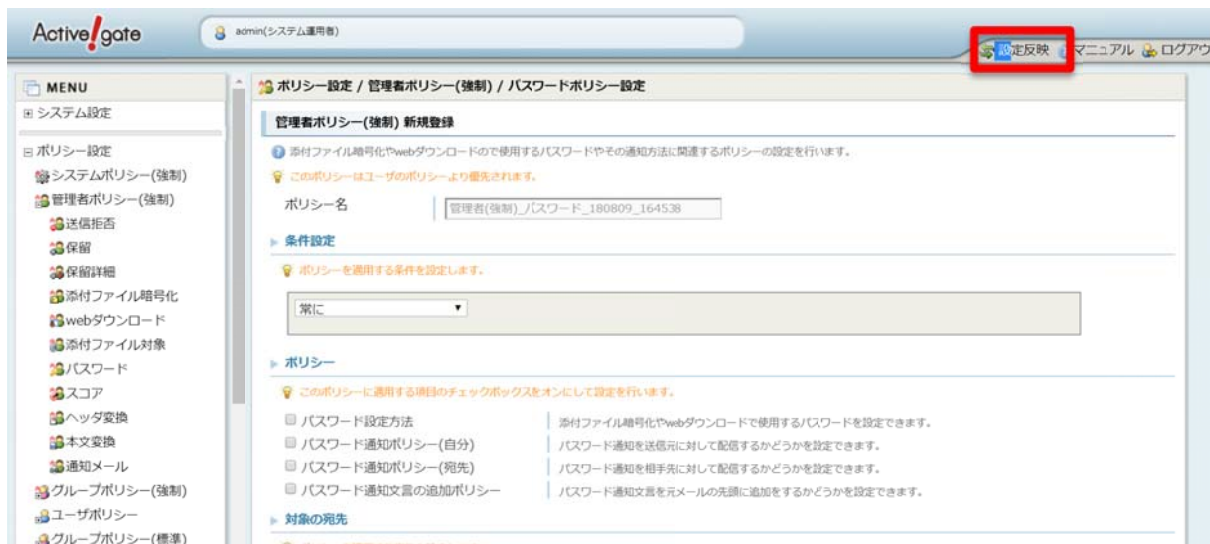 Active!gate
admin(システム運用者)
設定反映
マニュアル
ログアウ
MENU
システム設定
ポリシー設定
システムポリシー(強制)
管理者ポリシー(強制)
送信拒否
保留
保留詳細
添付ファイル暗号化
webダウンロード
添付ファイル対象
パスワード
スコア
ヘッダ変換
本文変換
通知メール
グループポリシー(強制)
ユーザポリシー
グループポリシー(標準)
ポリシー設定 / 管理者ポリシー(強制) / パスワードポリシー設定
管理者ポリシー(強制) 新規登録
添付ファイル暗号化やwebダウンロードので使用するパスワードやその通知方法に関連するポリシーの設定を行います。
このポリシーはユーザのポリシーより優先されます。
ポリシー名
管理者(強制)_パスワード_180809_164538
条件設定
ポリシーを適用する条件を設定します。
常に
ポリシー
このポリシーに適用する項目のチェックボックスをオンにして設定を行います。
パスワード設定方法
添付ファイル暗号化やwebダウンロードで使用するパスワードを設定できます。
パスワード通知ポリシー(自分)
パスワード通知を送信元に対して配信するかどうかを設定できます。
パスワード通知ポリシー(宛先)
パスワード通知を相手先に対して配信するかどうかを設定できます。
パスワード通知文言の追加ポリシー
パスワード通知文言を元メールの先頭に追加をするかどうかを設定できます。
対象の宛先